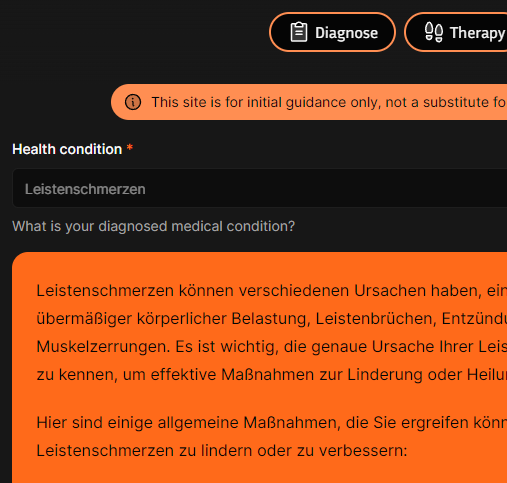 Diagnose
Therapy
This site is for initial guidance only, not a substitute fo
Health condition *
Leistenschmerzen
What is your diagnosed medical condition?
Leistenschmerzen können verschiedenen Ursachen haben, ein
übermäßiger körperlicher Belastung, Leistenbrüchen, Entzündu
Muskelzerrungen. Es ist wichtig, die genaue Ursache Ihrer Leis
zu kennen, um effektive Maßnahmen zur Linderung oder Heilu
Hier sind einige allgemeine Maßnahmen, die Sie ergreifen könn
Leistenschmerzen zu lindern oder zu verbessern: